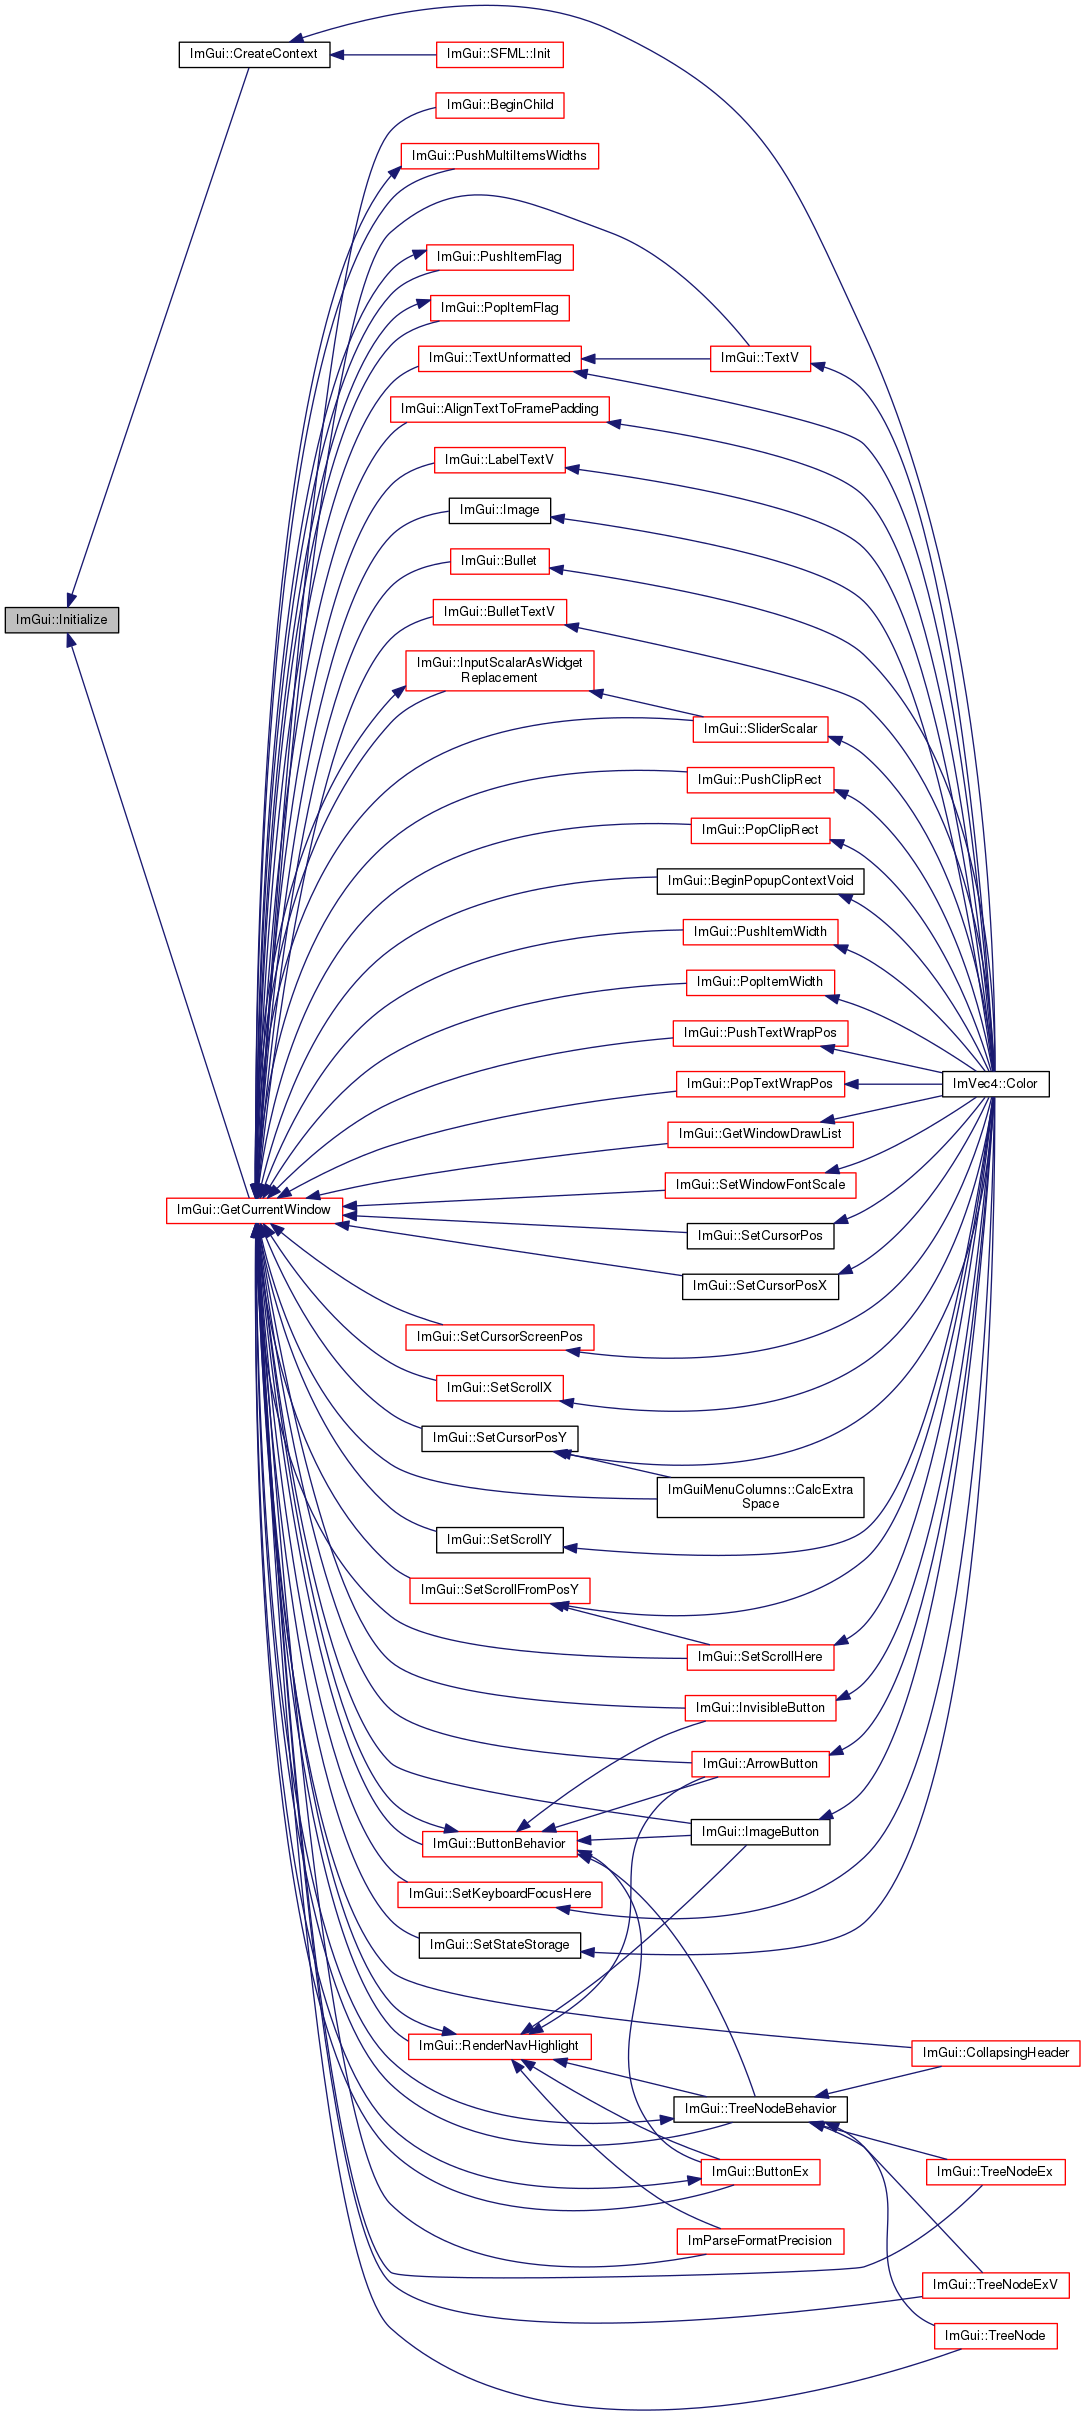 ImGui::CreateContext
ImGui::SFML::Init
ImGui::BeginChild
ImGui::PushMultiItemsWidths
ImGui::PushItemFlag
ImGui::PopItemFlag
ImGui::TextUnformatted
ImGui::TextV
ImGui::AlignTextToFramePadding
ImGui::LabelTextV
ImGui::Image
ImGui::Bullet
ImGui::BulletTextV
ImGui::Initialize
ImGui::InputScalarAsWidget
Replacement
ImGui::SliderScalar
ImGui::PushClipRect
ImGui::PopClipRect
ImGui::BeginPopupContextVoid
ImGui::PushItemWidth
ImGui::PopItemWidth
ImGui::PushTextWrapPos
ImGui::PopTextWrapPos
ImVec4::Color
ImGui::GetWindowDrawList
ImGui::SetWindowFontScale
ImGui::GetCurrentWindow
ImGui::SetCursorPos
ImGui::SetCursorPosX
ImGui::SetCursorScreenPos
ImGui::SetScrollX
ImGui::SetCursorPosY
ImGuiMenuColumns::CalcExtra
Space
ImGui::SetScrollY
ImGui::SetScrollFromPosY
ImGui::SetScrollHere
ImGui::InvisibleButton
ImGui::ArrowButton
ImGui::ImageButton
ImGui::ButtonBehavior
ImGui::SetKeyboardFocusHere
ImGui::SetStateStorage
ImGui::RenderNavHighlight
ImGui::CollapsingHeader
ImGui::TreeNodeBehavior
ImGui::ButtonEx
ImGui::TreeNodeEx
ImParseFormatPrecision
ImGui::TreeNodeExV
ImGui::TreeNode